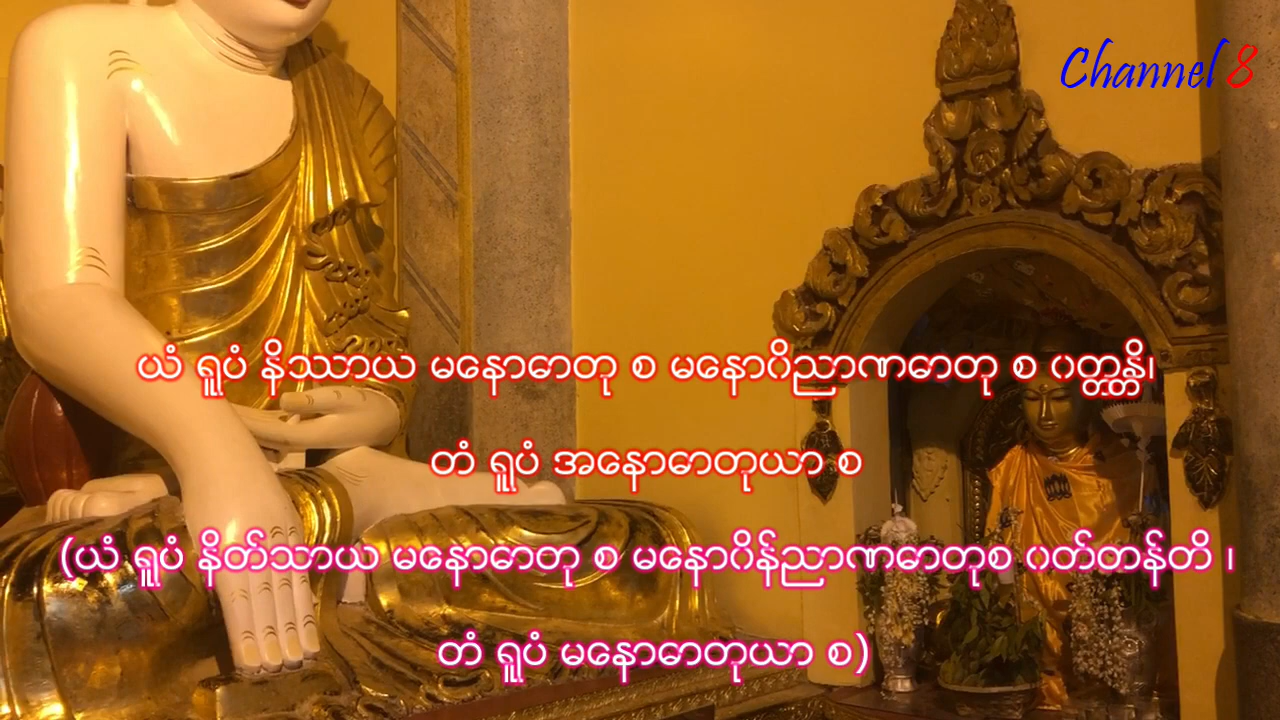 Channel 8
ယံ ရူပံ နိဿာယ မနောဓာတု စ မနောဝိညာဏဓာတု စ ဝတ္တန္တိ၊
တံ ရူပံ အနောဓာတုယာ စ
(ယံ ရူပံ နိတ်သာယ မနောဓာတု စ မနောဝိန်ညာဏဓာတုစ ဝတ်တန်တိ ၊
တံ ရူပံ မနောဓာတုယာ စ)